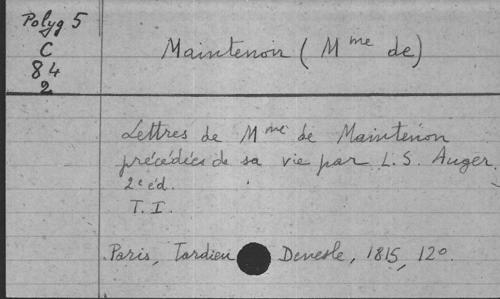 Polyg 5
C
84
2
Maintenon (Mme de)
Lettres de Mme de Maintenon
précédées de sa vie par L. S. Auger.
2e éd.
T. I.
Paris, Tardieu Denesle, 1815, 12o.